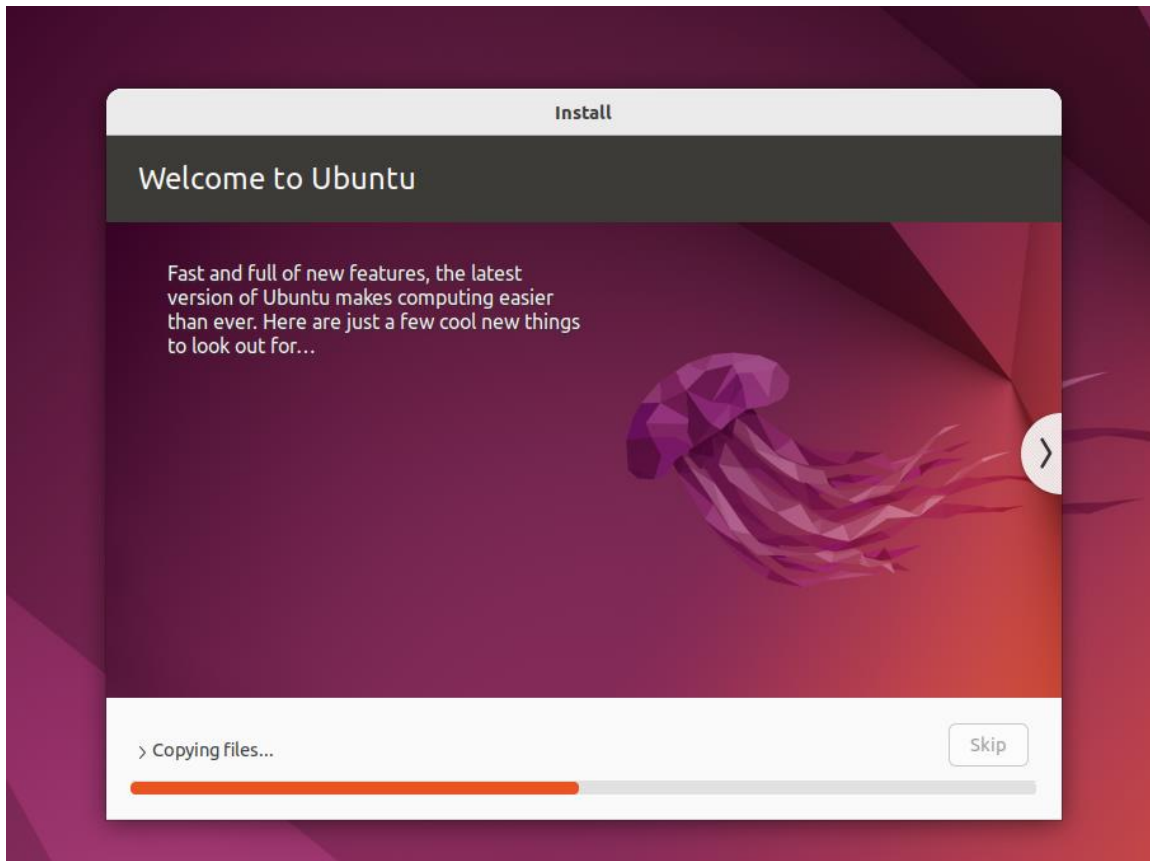 Install
Welcome to Ubuntu
Fast and full of new features, the latest
version of Ubuntu makes computing easier
than ever. Here are just a few cool new things
to look out for…
Copying files...
Skip